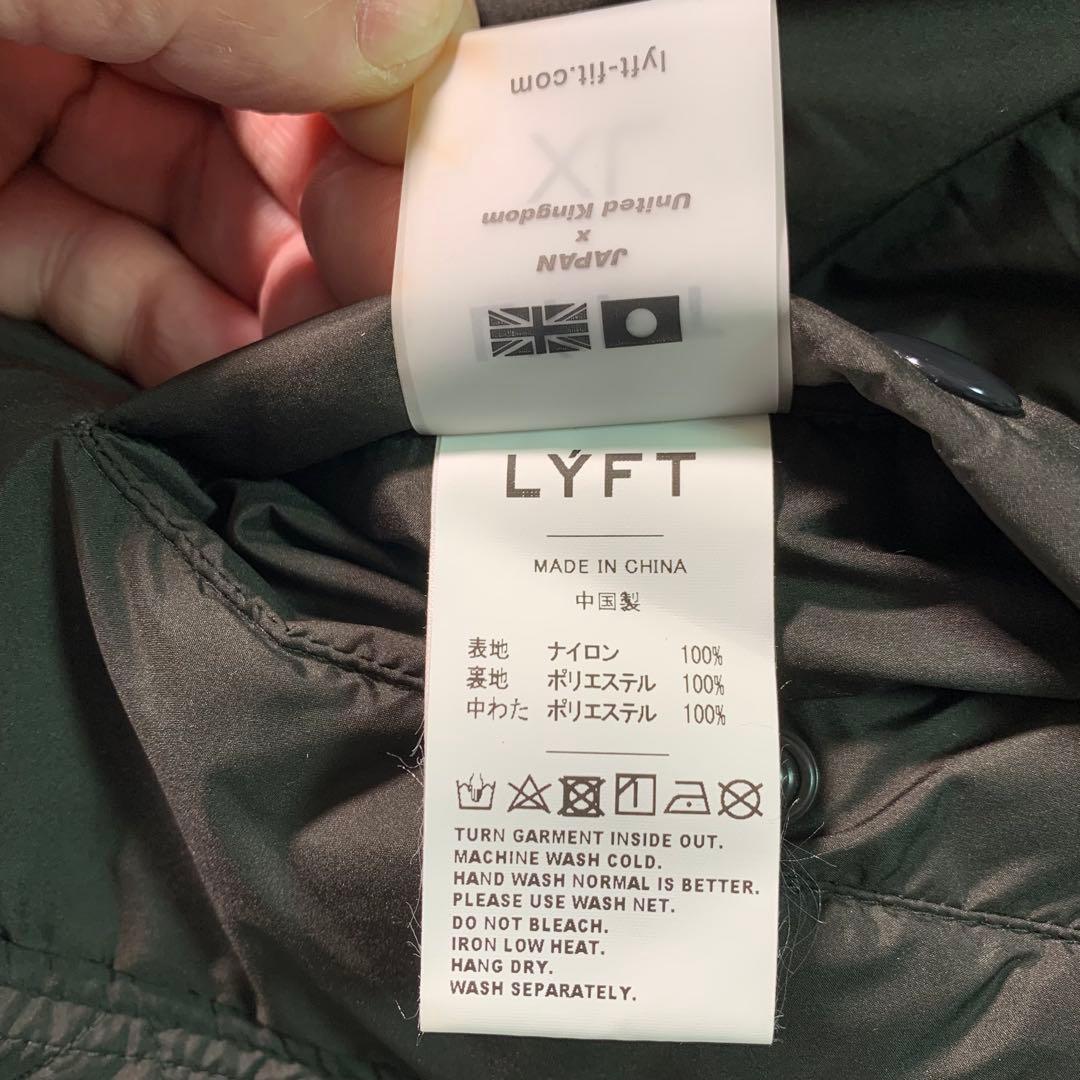 lyft-fit.com
XL
United Kingdom
x
JAPAN
LÝFT
MADE IN CHINA
中国製
表地 ナイロン 100%
裏地 ポリエステル 100%
中わた ポリエステル 100%
TURN GARMENT INSIDE OUT.
MACHINE WASH COLD.
HAND WASH NORMAL IS BETTER.
PLEASE USE WASH NET.
DO NOT BLEACH.
IRON LOW HEAT.
HANG DRY.
WASH SEPARATELY.